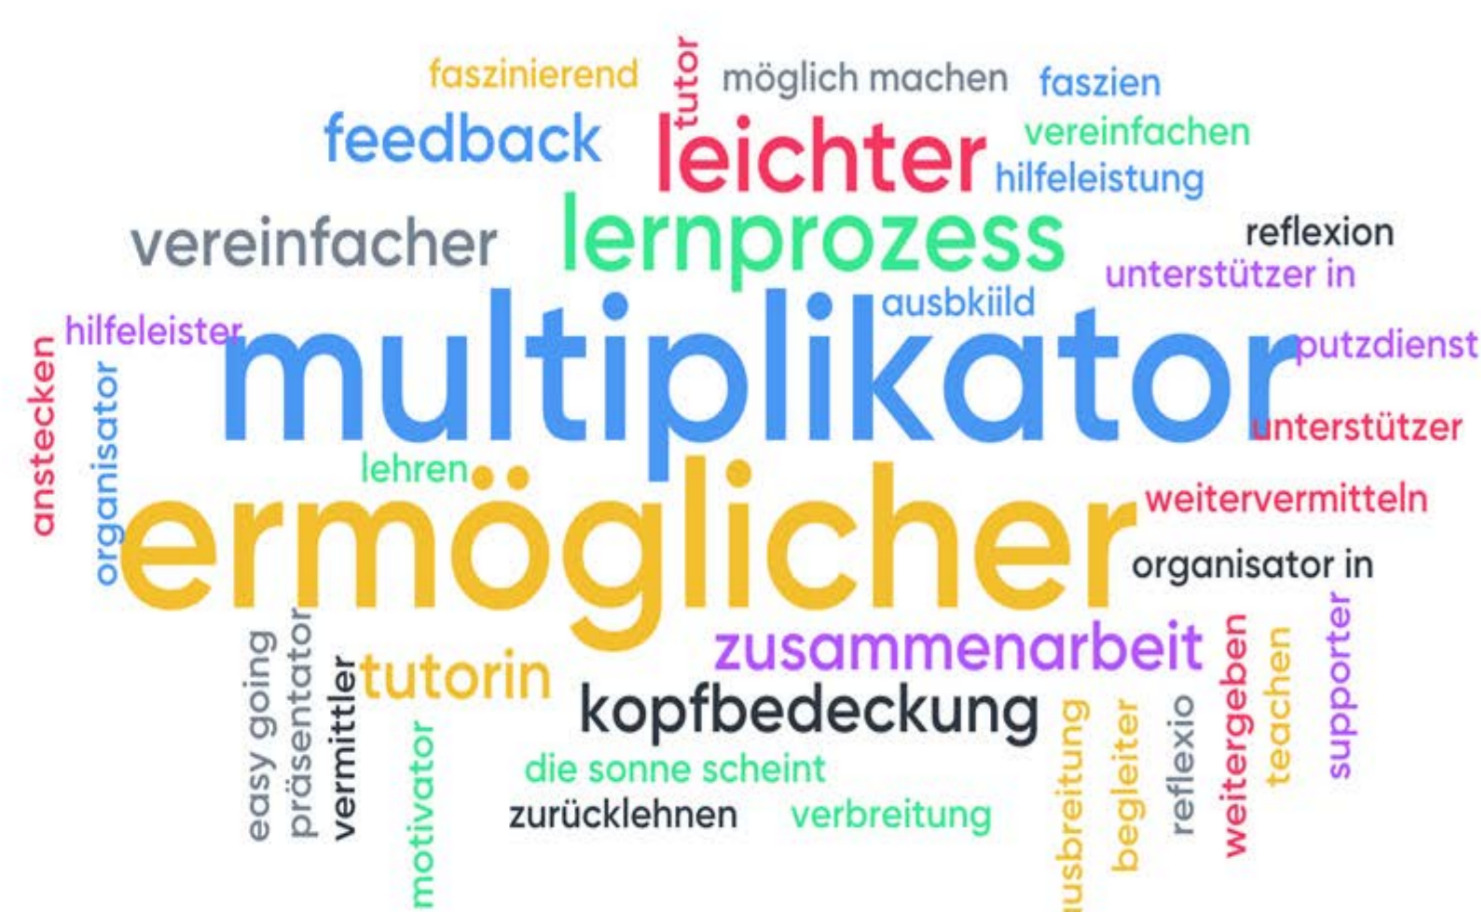 faszinierend
tutor
möglich machen
faszien
feedback
leichter
vereinfachen
hilfeleistung
vereinfacher
lernprozess
reflexion
unterstützer in
ausbkiild
hilfeleister
multiplikator
putzdienst
anstecken
organisator
unterstützer
lehren
ermöglicher
weitervermitteln
organisator in
easy going
präsentator
vermittler
tutorin
zusammenarbeit
kopfbedeckung
motivator
die sonne scheint
zurücklehnen
verbreitung
usbreitung
begleiter
reflexio
weitergeben
teachen
supporter